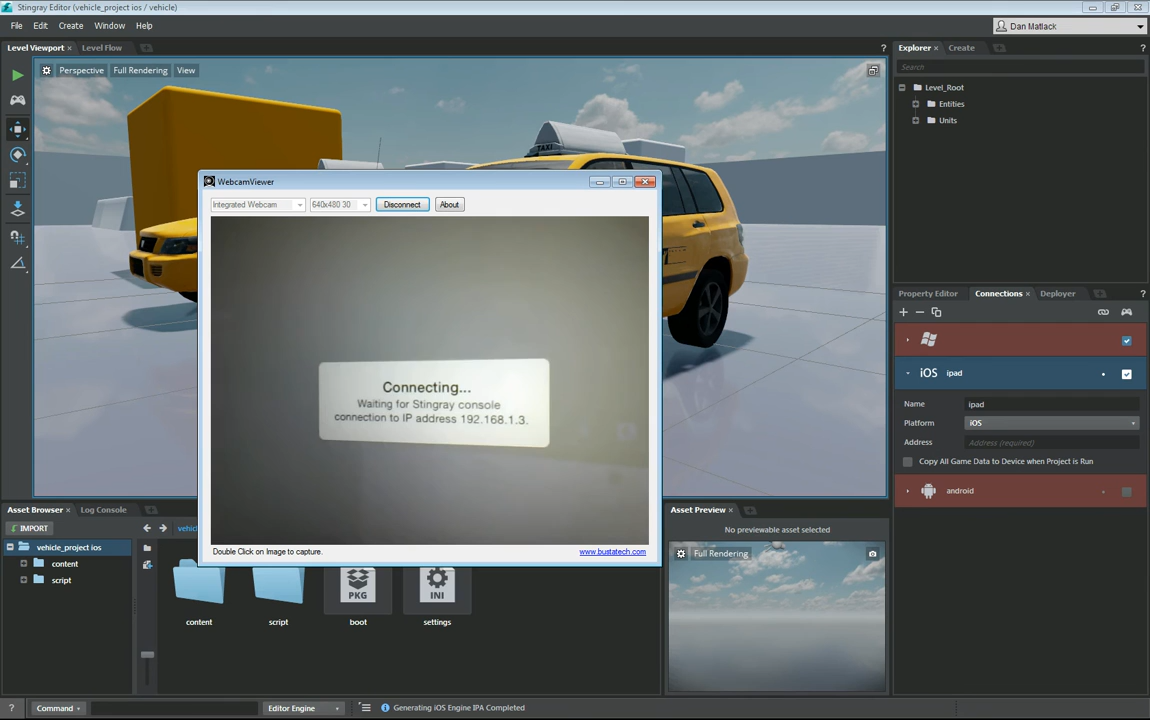 Stingray Editor (vehicle_project ios / vehicle)
File Edit Create Window Help
Dan Matlack
Level Viewport × Level Flow
?
Perspective Full Rendering View
TAXI
WebcamViewer
Integrated Webcam 640x480 30 Disconnect About
Connecting...
Waiting for Stingray console
connection to IP address 192.168.1.3.
Double Click on Image to capture. www.bustatech.com
Explorer × Create ?
Search
Level_Root
Entities
Units
Property Editor Connections × Deployer ?
iOS ipad
Name ipad
Platform iOS
Address Address (required)
Copy All Game Data to Device when Project is Run
android
Asset Browser × Log Console
IMPORT
vehicle_project ios
content
script
PKG INI
content script boot settings
Asset Preview ×
No previewable asset selected
Full Rendering
? Command Editor Engine Generating iOS Engine IPA Completed